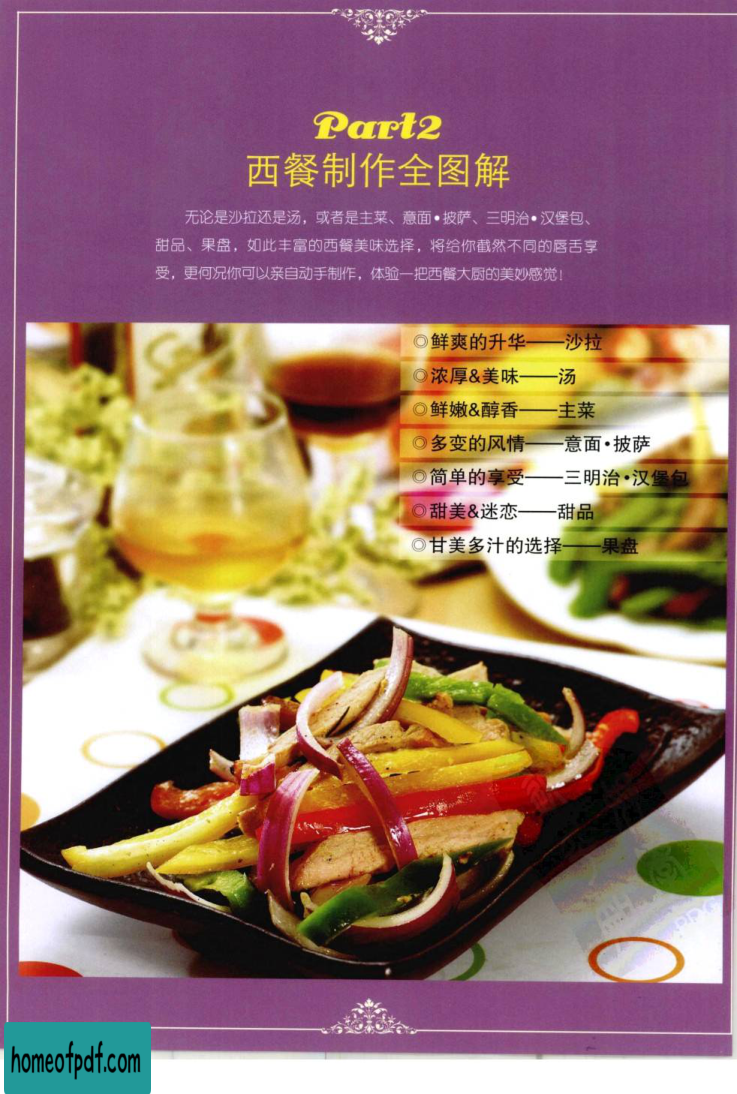 Part2
西餐制作全图解
无论是沙拉还是汤，或者是主菜、意面•披萨、三明治•汉堡包、
甜品、果盘，如此丰富的西餐美味选择，将给你截然不同的唇舌享
受，更何况你可以亲自动手制作，体验一把西餐大厨的美妙感觉！
◎鲜爽的升华——沙拉
◎浓厚&美味——汤
◎鲜嫩&醇香——主菜
◎多变的风情——意面•披萨
◎简单的享受——三明治•汉堡包
◎甜美&迷恋——甜品
◎甘美多汁的选择——果盘
homeofpdf.com